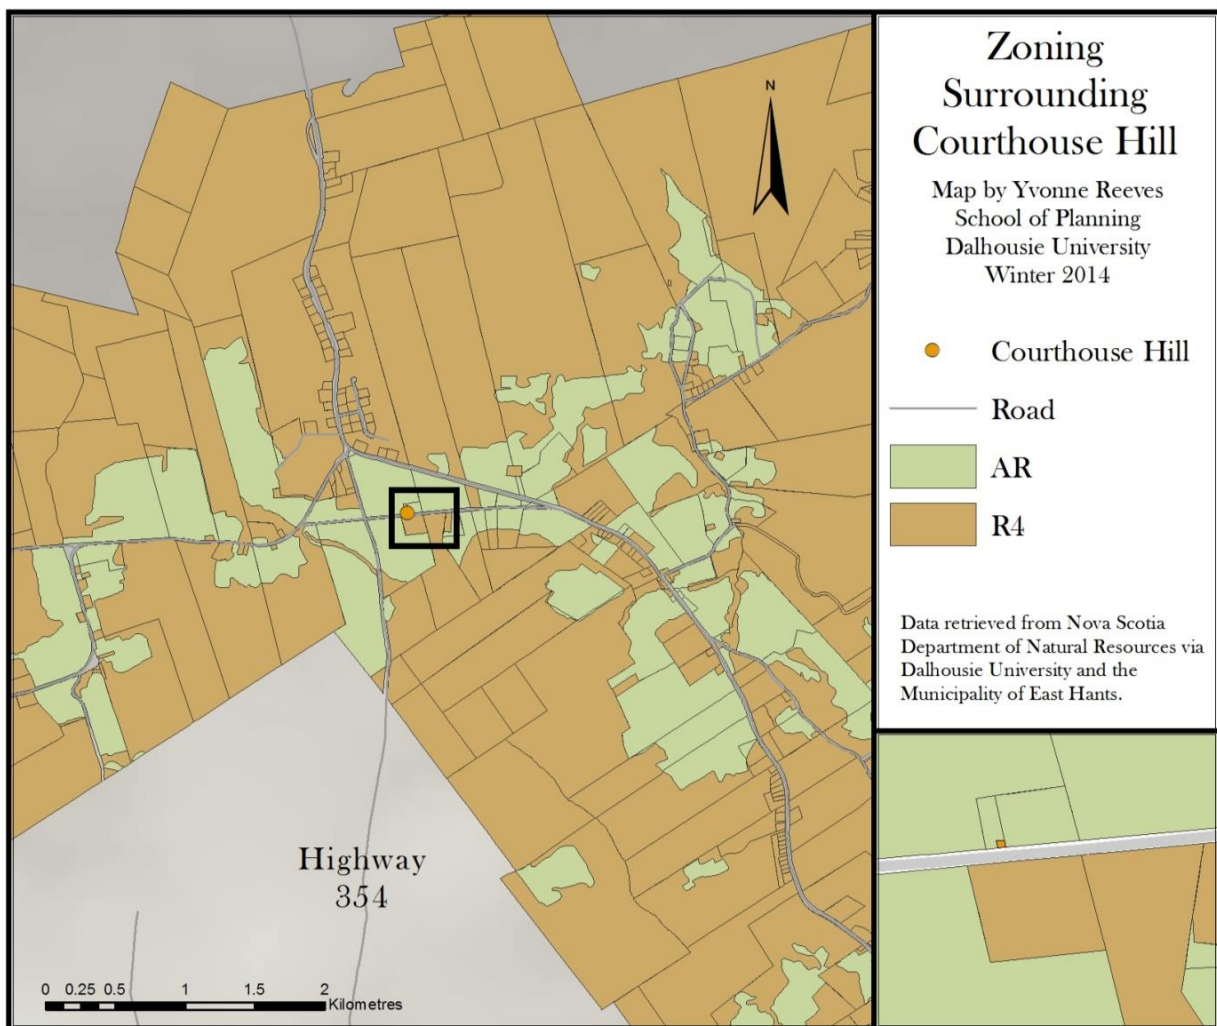 Zoning
Surrounding
Courthouse Hill
Map by Yvonne Reeves
School of Planning
Dalhousie University
Winter 2014
Courthouse Hill
Road
AR
R4
Data retrieved from Nova Scotia
Department of Natural Resources via
Dalhousie University and the
Municipality of East Hants.
N
Highway
354
0 0.25 0.5 1 1.5 2
Kilometres